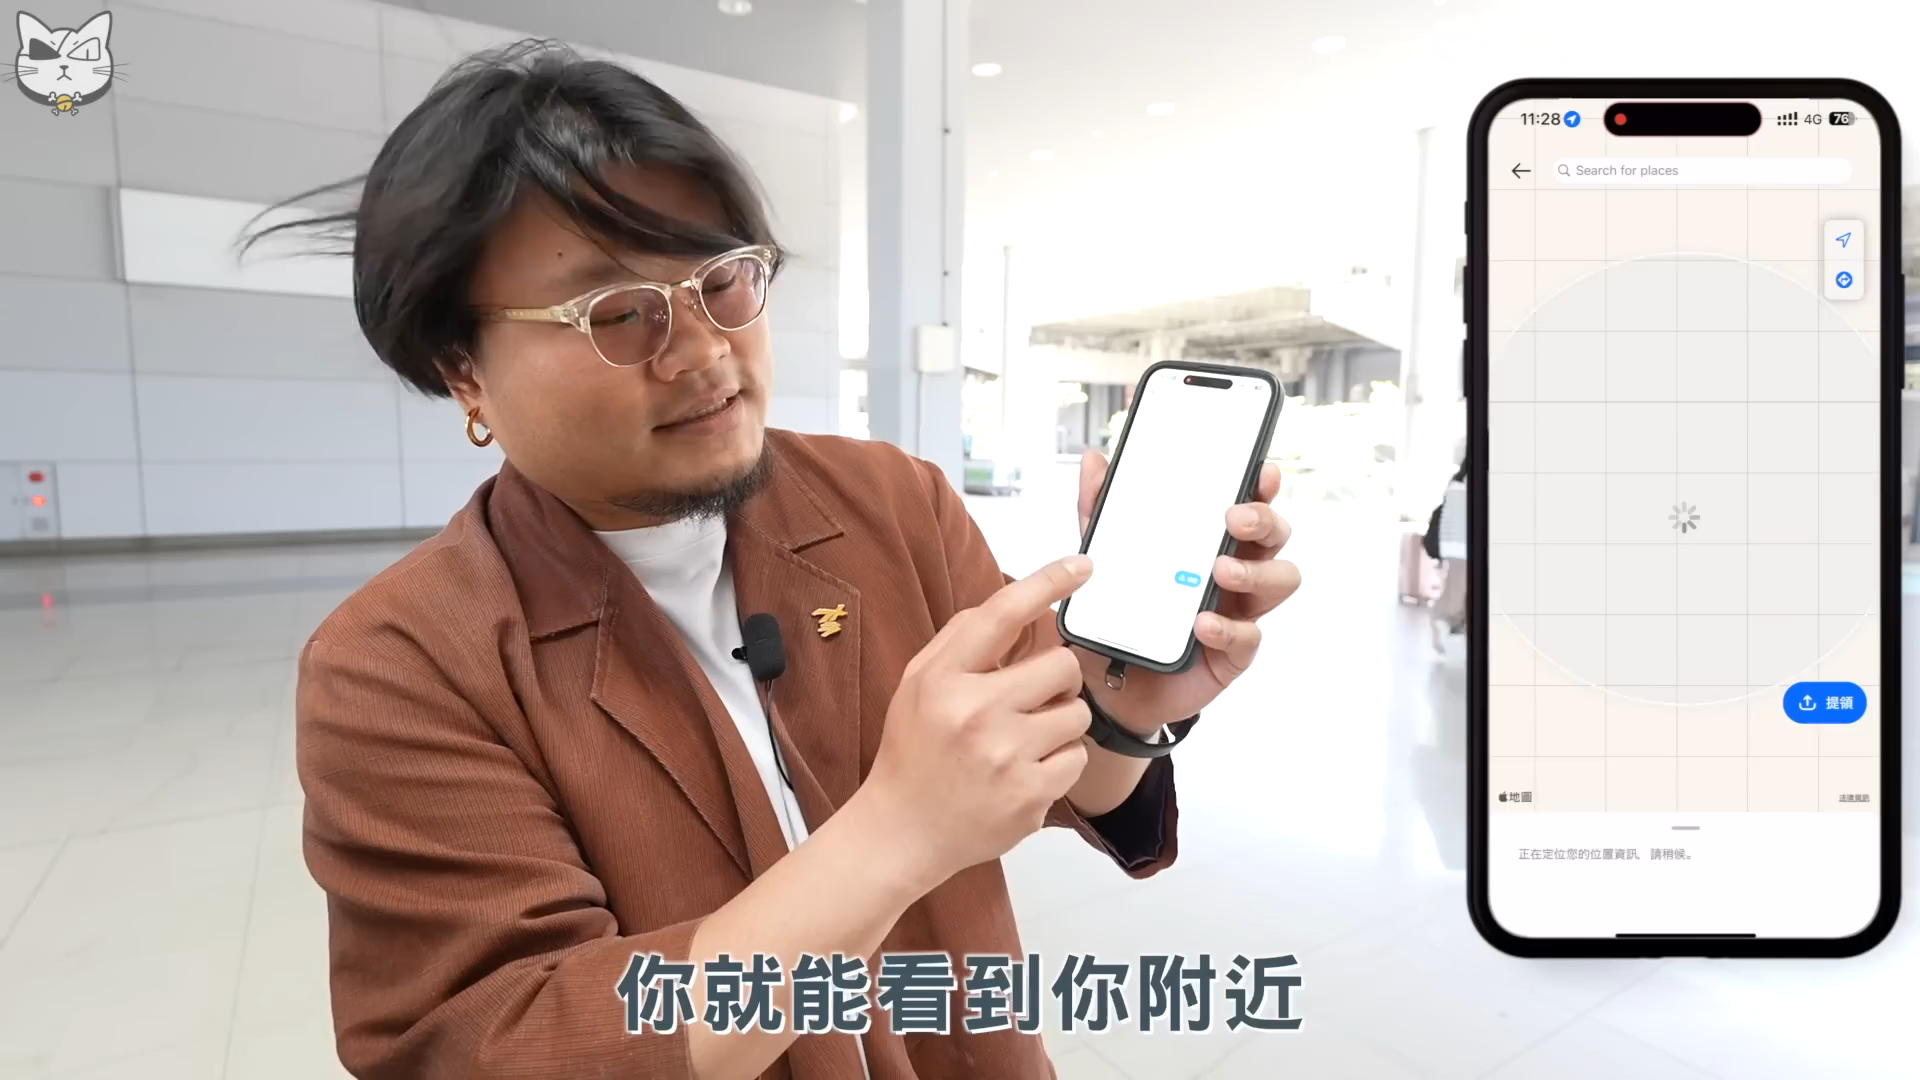 11:28
4G
76
Search for places
提領
地圖
正在定位您的位置資訊，請稍候。
你就能看到你附近